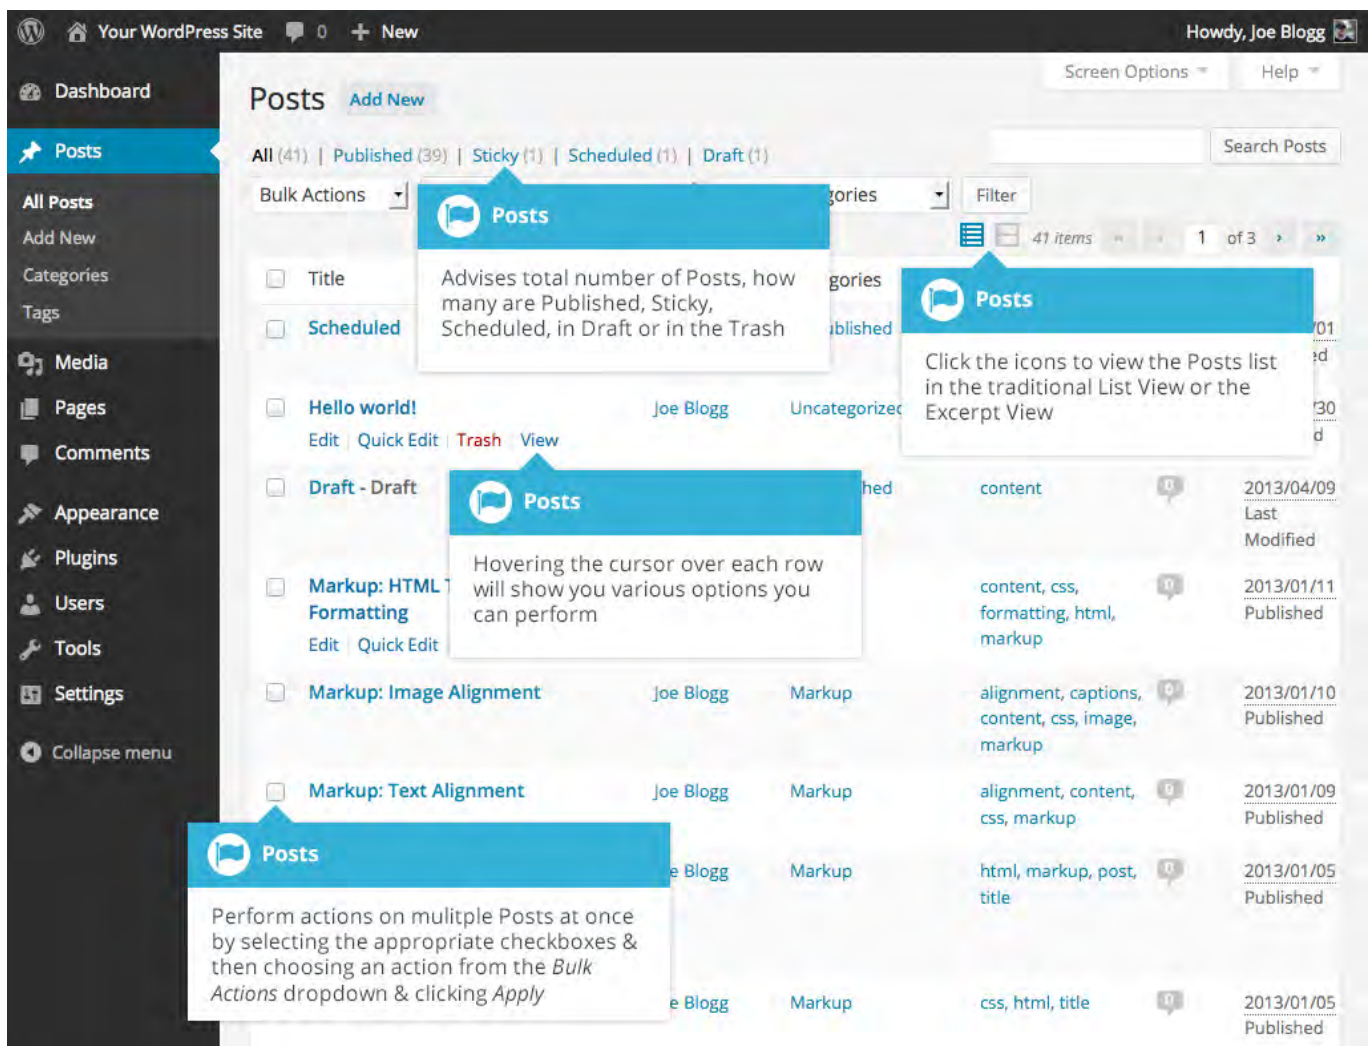 Your WordPress Site 0 + New Howdy, Joe Blogg
Screen Options Help
Dashboard
Posts
All Posts
Add New
Categories
Tags
Media
Pages
Comments
Appearance
Plugins
Users
Tools
Settings
Collapse menu
Posts Add New
All (41) | Published (39) | Sticky (1) | Scheduled (1) | Draft (1)
Search Posts
Bulk Actions
Filter
41 items « 1 of 3 › »
Posts
Advises total number of Posts, how
many are Published, Sticky,
Scheduled, in Draft or in the Trash
Posts
Click the icons to view the Posts list
in the traditional List View or the
Excerpt View
Title
Scheduled
Hello world! Joe Blogg Uncategorized
Edit | Quick Edit | Trash | View
Posts
Hovering the cursor over each row
will show you various options you
can perform
Draft - Draft content 0 2013/04/09
Last
Modified
Markup: HTML content, css, 0 2013/01/11
Formatting formatting, html, Published
Edit | Quick Edit markup
Markup: Image Alignment Joe Blogg Markup alignment, captions, 0 2013/01/10
content, css, image, Published
markup
Markup: Text Alignment Joe Blogg Markup alignment, content, 0 2013/01/09
css, markup Published
Posts
Perform actions on mulitple Posts at once
by selecting the appropriate checkboxes &
then choosing an action from the Bulk
Actions dropdown & clicking Apply
Blogg Markup html, markup, post, 0 2013/01/05
title Published
Blogg Markup css, html, title 0 2013/01/05
Published